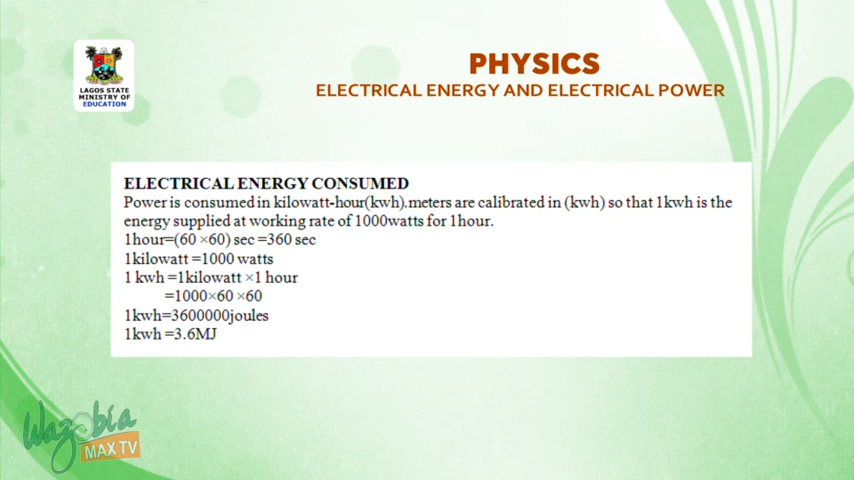 LAGOS STATE
MINISTRY OF
EDUCATION
PHYSICS
ELECTRICAL ENERGY AND ELECTRICAL POWER
ELECTRICAL ENERGY CONSUMED
Power is consumed in kilowatt-hour(kwh).meters are calibrated in (kwh) so that 1kwh is the
energy supplied at working rate of 1000watts for 1hour.
1hour=(60 ×60) sec =360 sec
1kilowatt =1000 watts
1 kwh =1kilowatt ×1 hour
=1000×60 ×60
1kwh=3600000joules
1kwh =3.6MJ
Wazobia
MAX TV